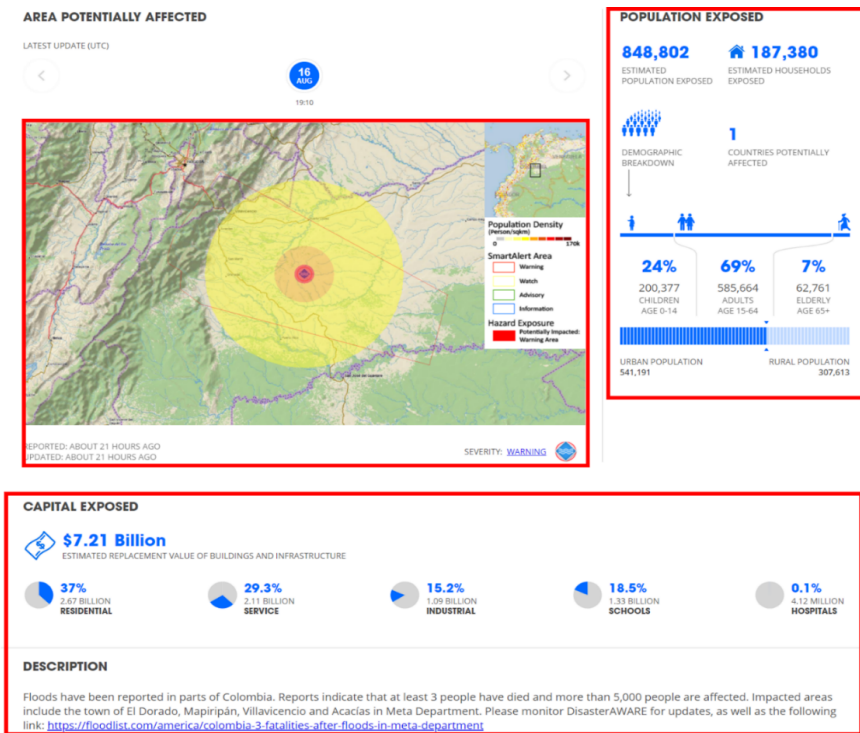 AREA POTENTIALLY AFFECTED
LATEST UPDATE (UTC)
16
AUG
19:10
Population Density
(Person/sqkm)
0 170k
SmartAlert Area
Warning
Watch
Advisory
Information
Hazard Exposure
Potentially Impacted:
Warning Area
REPORTED: ABOUT 21 HOURS AGO
UPDATED: ABOUT 21 HOURS AGO
SEVERITY: WARNING
POPULATION EXPOSED
848,802
ESTIMATED
POPULATION EXPOSED
187,380
ESTIMATED HOUSEHOLDS
EXPOSED
DEMOGRAPHIC
BREAKDOWN
1
COUNTRIES POTENTIALLY
AFFECTED
24%
200,377
CHILDREN
AGE 0-14
69%
585,664
ADULTS
AGE 15-64
7%
62,761
ELDERLY
AGE 65+
URBAN POPULATION
541,191
RURAL POPULATION
307,613
CAPITAL EXPOSED
$7.21 Billion
ESTIMATED REPLACEMENT VALUE OF BUILDINGS AND INFRASTRUCTURE
37%
2.67 BILLION
RESIDENTIAL
29.3%
2.11 BILLION
SERVICE
15.2%
1.09 BILLION
INDUSTRIAL
18.5%
1.33 BILLION
SCHOOLS
0.1%
4.12 MILLION
HOSPITALS
DESCRIPTION
Floods have been reported in parts of Colombia. Reports indicate that at least 3 people have died and more than 5,000 people are affected. Impacted areas
include the town of El Dorado, Mapiripán, Villavicencio and Acacías in Meta Department. Please monitor DisasterAWARE for updates, as well as the following
link: https://floodlist.com/america/colombia-3-fatalities-after-floods-in-meta-department